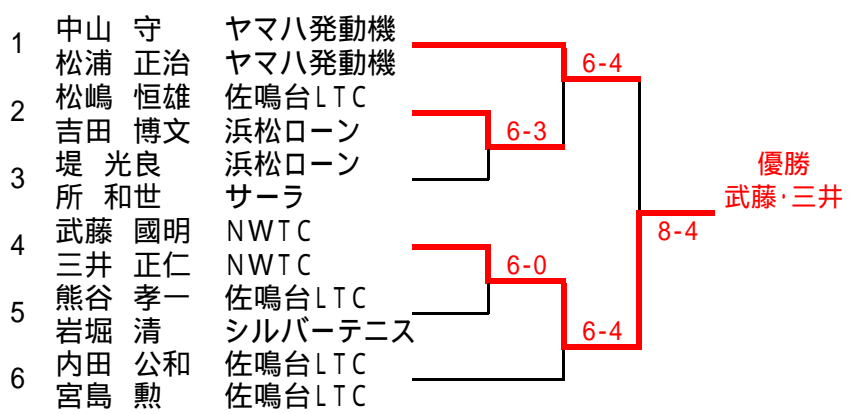 1
中山 守 ヤマハ発動機
松浦 正治 ヤマハ発動機
2
松嶋 恒雄 佐鳴台LTC
吉田 博文 浜松ローン
3
堤 光良 浜松ローン
所 和世 サーラ
4
武藤 國明 NWTC
三井 正仁 NWTC
5
熊谷 孝一 佐鳴台LTC
岩堀 清 シルバーテニス
6
内田 公和 佐鳴台LTC
宮島 勲 佐鳴台LTC
6-4
6-3
6-0
6-4
8-4
優勝
武藤・三井